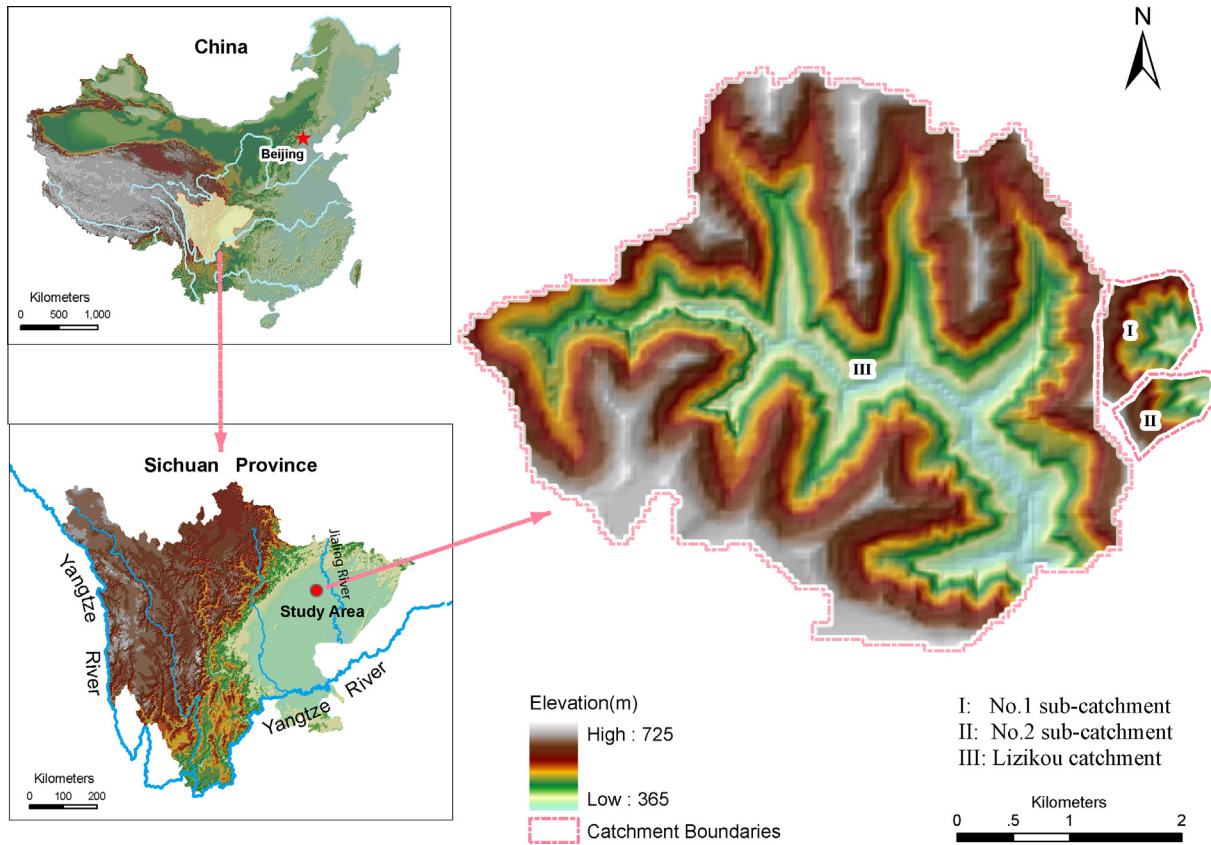 China
Beijing
Kilometers
0 500 1,000
Sichuan Province
Yangtze
River
Jialing River
Study Area
Yangtze River
Kilometers
0 100 200
N
I
II
III
Elevation(m)
High : 725
Low : 365
Catchment Boundaries
I: No.1 sub-catchment
II: No.2 sub-catchment
III: Lizikou catchment
Kilometers
0 .5 1 2